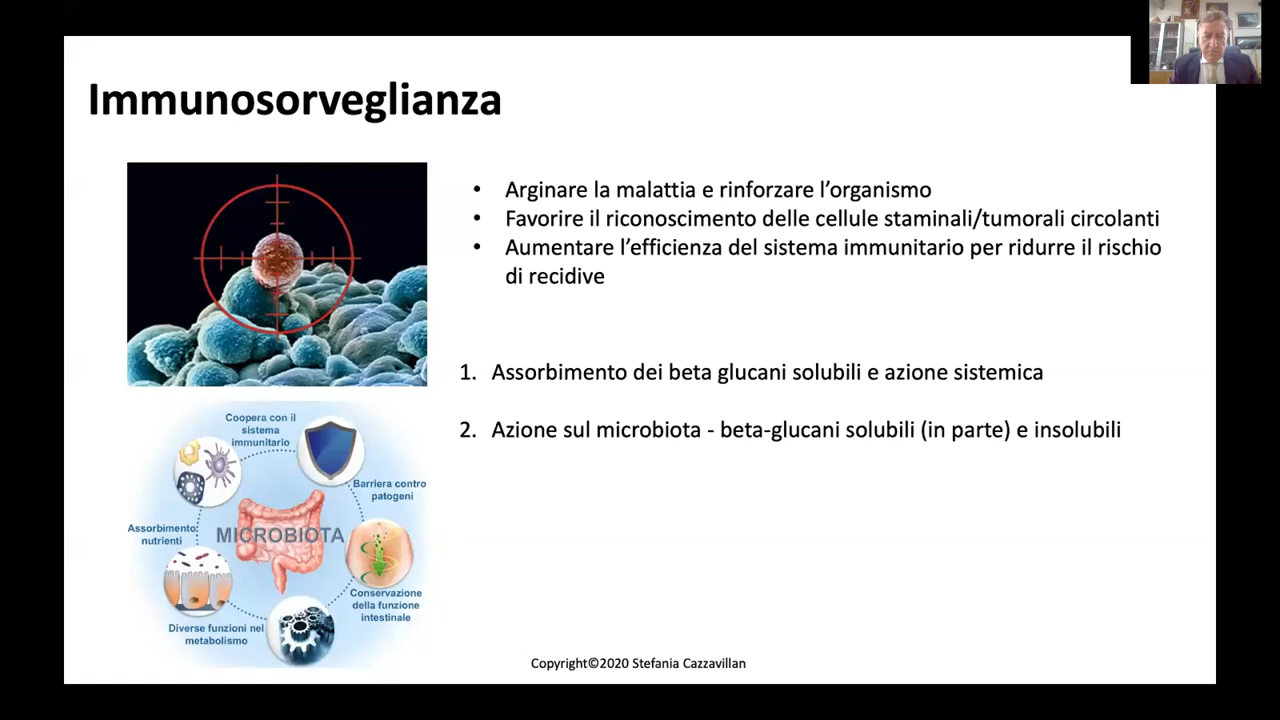 Immunosorveglianza
• Arginare la malattia e rinforzare l’organismo
• Favorire il riconoscimento delle cellule staminali/tumorali circolanti
• Aumentare l’efficienza del sistema immunitario per ridurre il rischio
di recidive
1. Assorbimento dei beta glucani solubili e azione sistemica
2. Azione sul microbiota - beta-glucani solubili (in parte) e insolubili
Coopera con il
sistema
immunitario
Barriera contro
patogeni
Assorbimento
nutrienti
MICROBIOTA
Conservazione
della funzione
intestinale
Diverse funzioni nel
metabolismo
Copyright©2020 Stefania Cazzavillan